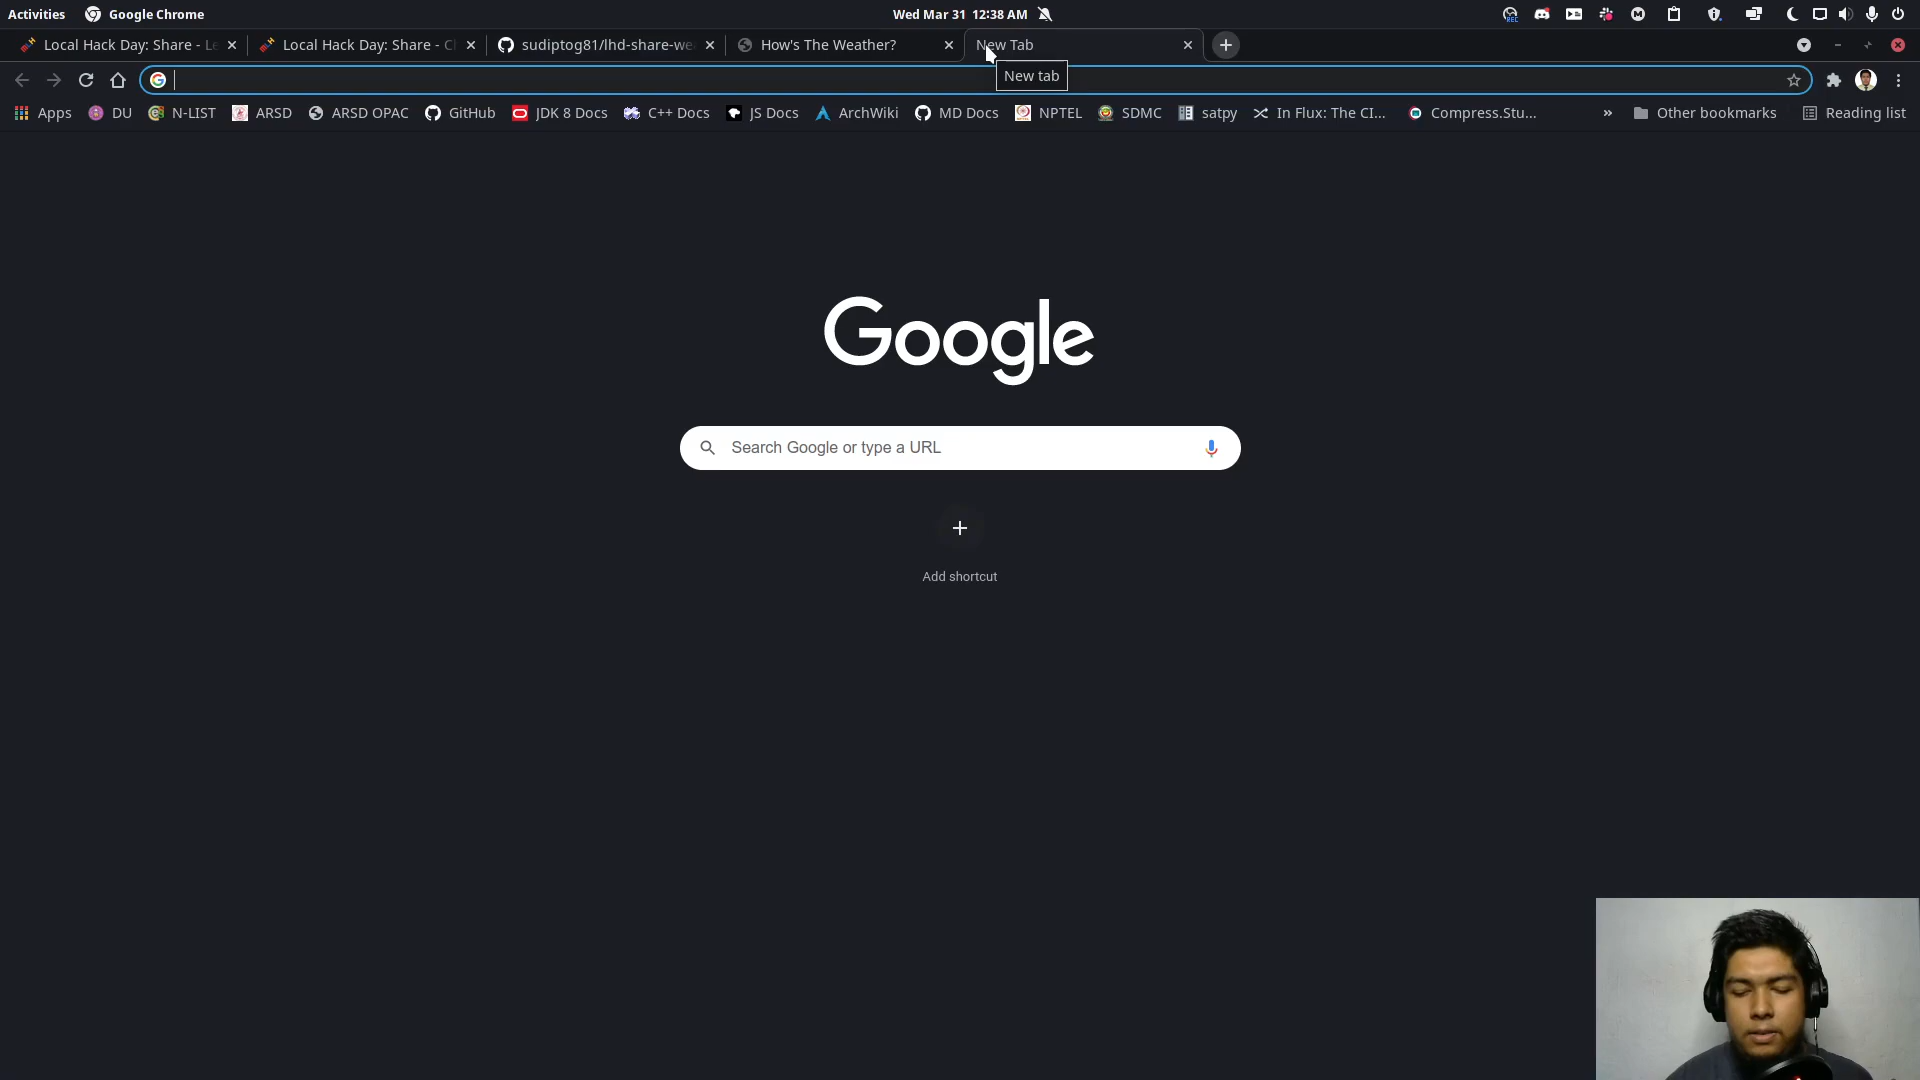 Activities Google Chrome Wed Mar 31 12:38 AM
Local Hack Day: Share - Le Local Hack Day: Share - C sudiptog81/lhd-share-we How's The Weather? New Tab
New tab
Apps DU N-LIST ARSD ARSD OPAC GitHub JDK 8 Docs C++ Docs JS Docs ArchWiki MD Docs NPTEL SDMC satpy In Flux: The CI... Compress.Stu... » Other bookmarks Reading list
Google
Search Google or type a URL
Add shortcut